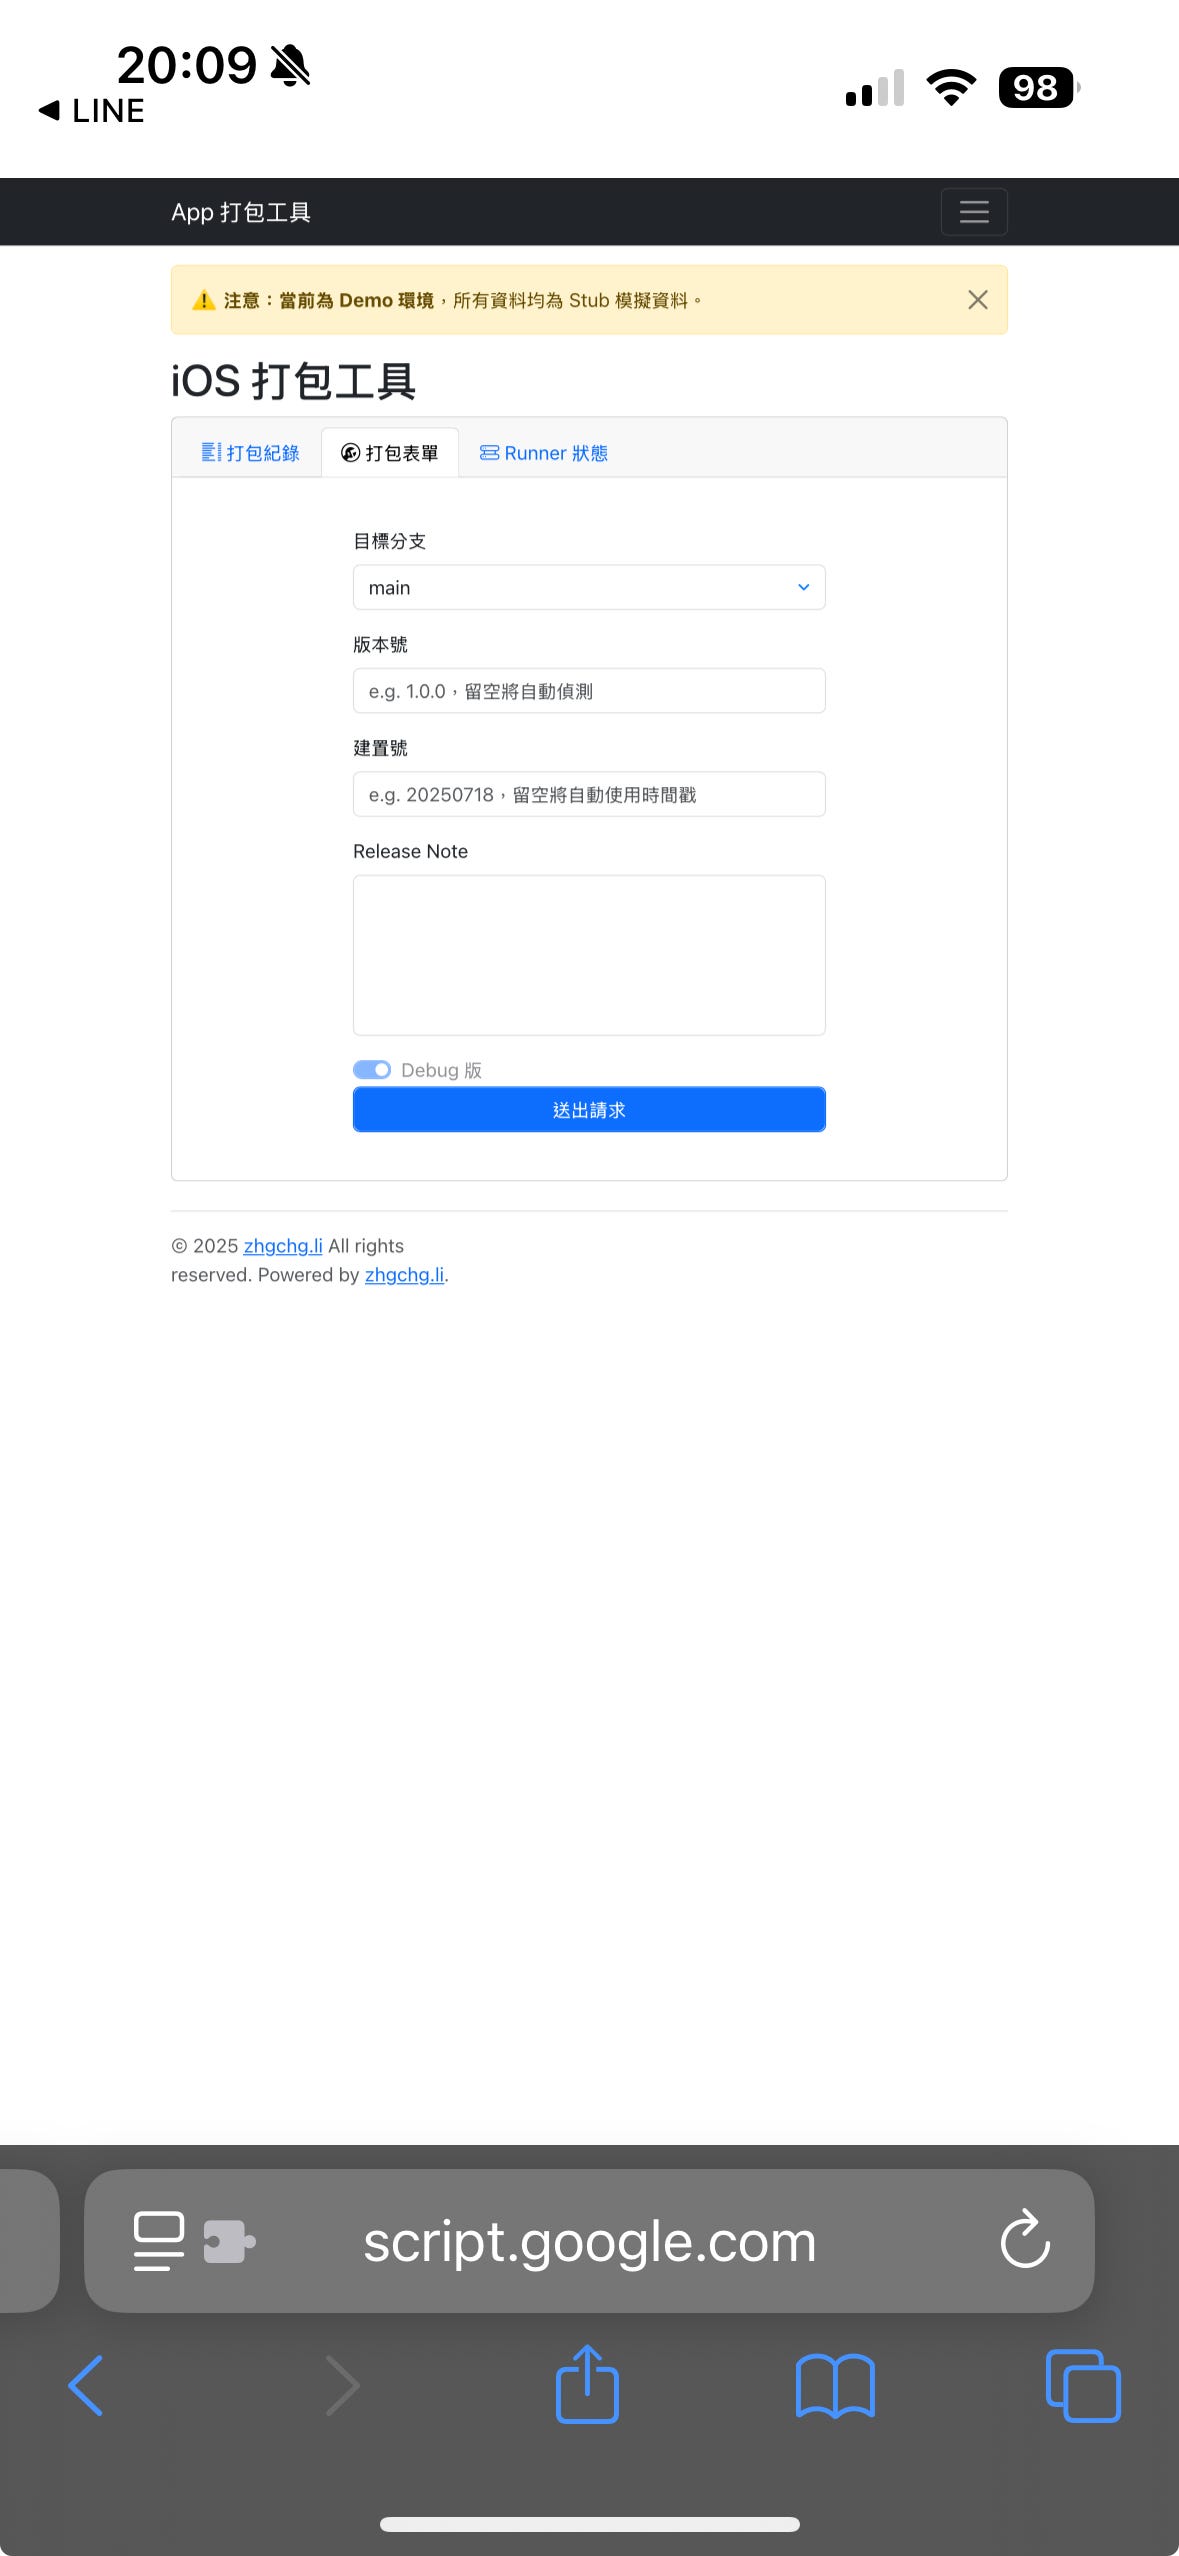 20:09
LINE
98
App 打包工具
注意：當前為 Demo 環境，所有資料均為 Stub 模擬資料。
iOS 打包工具
打包紀錄
打包表單
Runner 狀態
目標分支
main
版本號
e.g. 1.0.0，留空將自動偵測
建置號
e.g. 20250718，留空將自動使用時間戳
Release Note
Debug 版
送出請求
© 2025 zhgchg.li All rights
reserved. Powered by zhgchg.li.
script.google.com